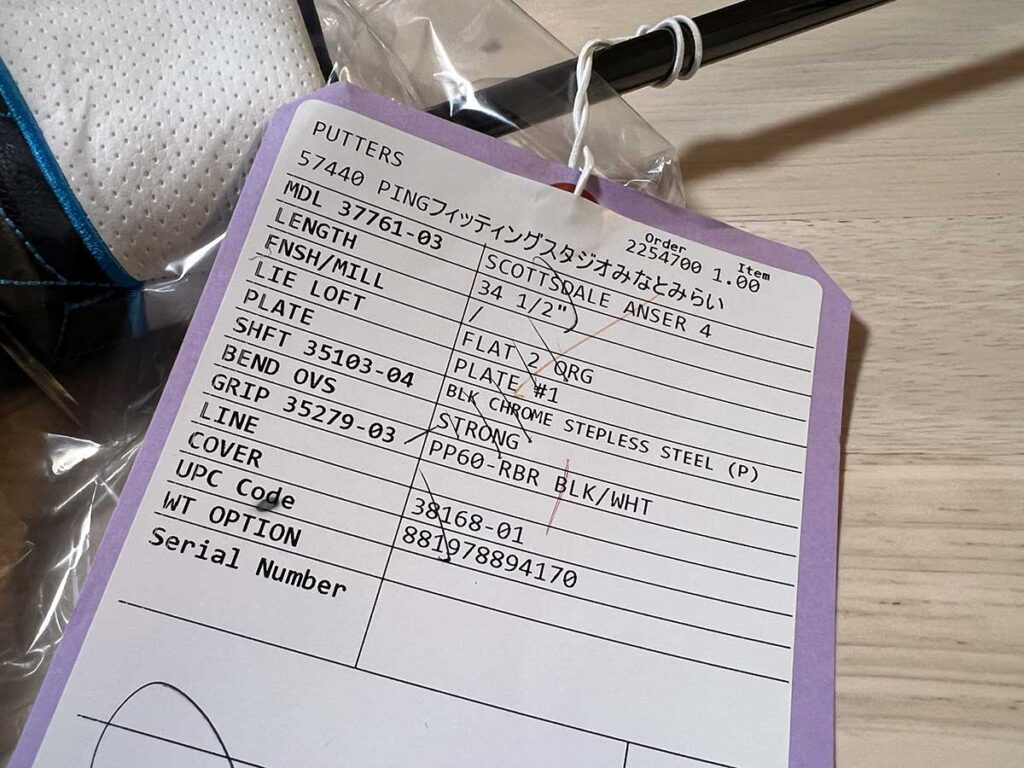 PUTTERS
Order Item
57440 PINGフィッティングスタジオみなとみらい 2254700 1.00
MDL 37761-03 SCOTTSDALE ANSER 4
LENGTH 34 1/2"
FNSH/MILL /
LIE LOFT FLAT 2 ORG
PLATE PLATE #1
SHFT 35103-04 BLK CHROME STEPLESS STEEL (P)
BEND OVS STRONG
GRIP 35279-03 PP60-RBR BLK/WHT
LINE
COVER 38168-01
UPC Code 881978894170
WT OPTION
Serial Number